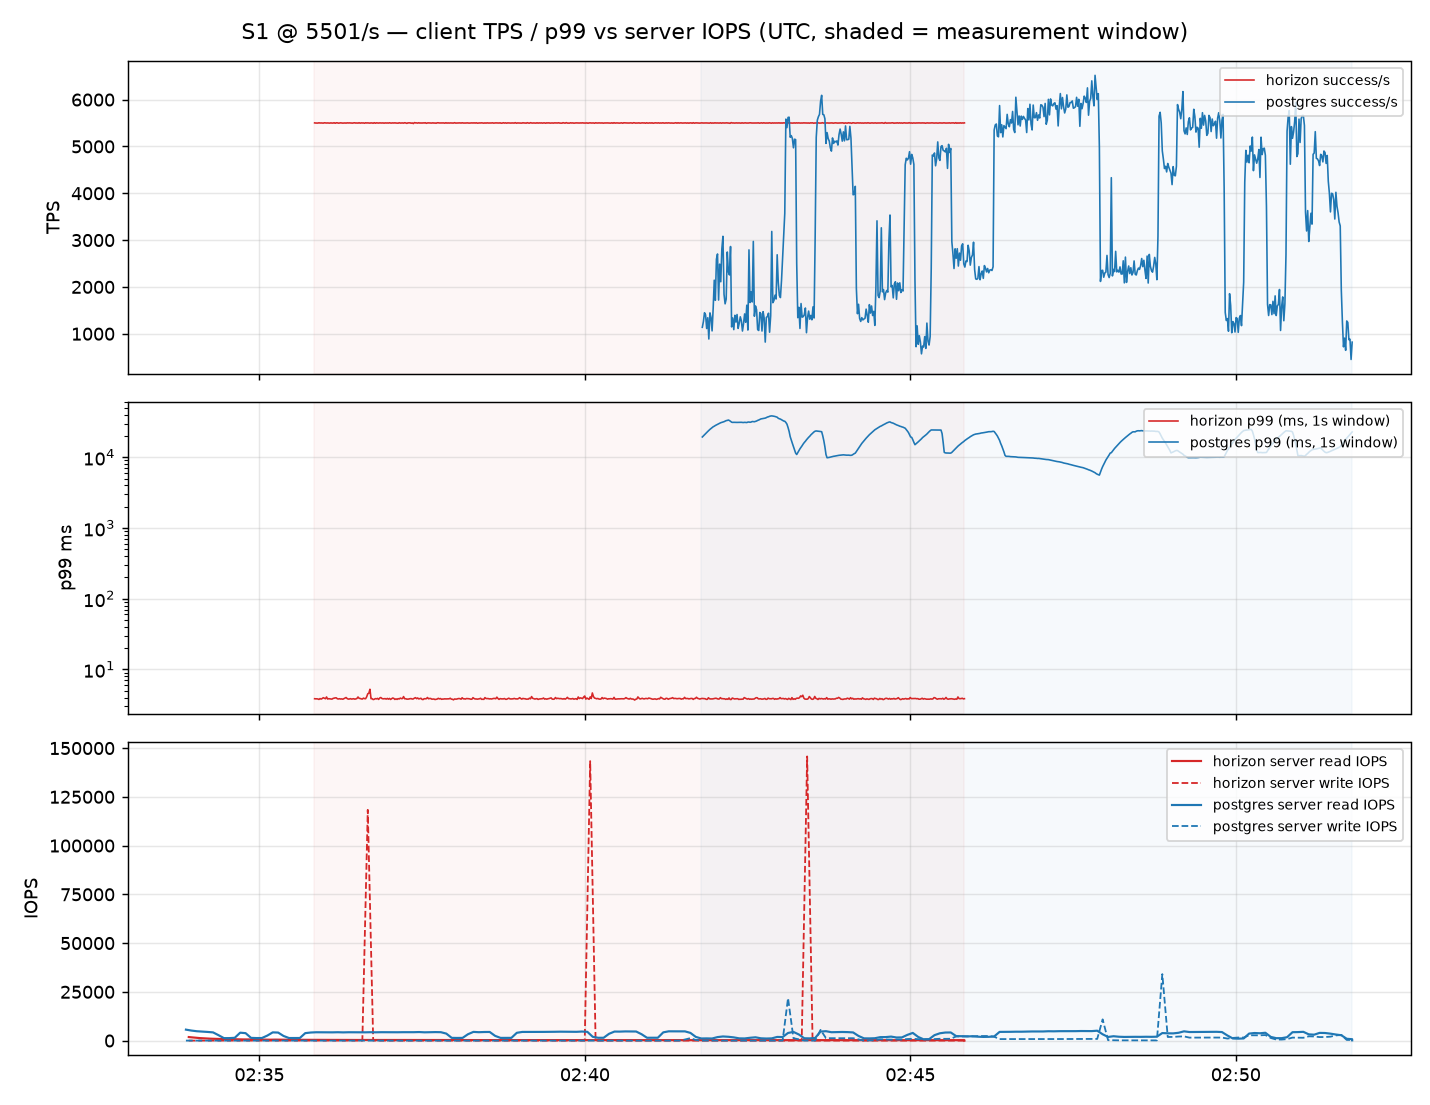 S1 @ 5501/s — client TPS / p99 vs server IOPS (UTC, shaded = measurement window)
TPS
6000
5000
4000
3000
2000
1000
horizon success/s
postgres success/s
p99 ms
10⁴
10³
10²
10¹
horizon p99 (ms, 1s window)
postgres p99 (ms, 1s window)
IOPS
150000
125000
100000
75000
50000
25000
0
horizon server read IOPS
horizon server write IOPS
postgres server read IOPS
postgres server write IOPS
02:35
02:40
02:45
02:50